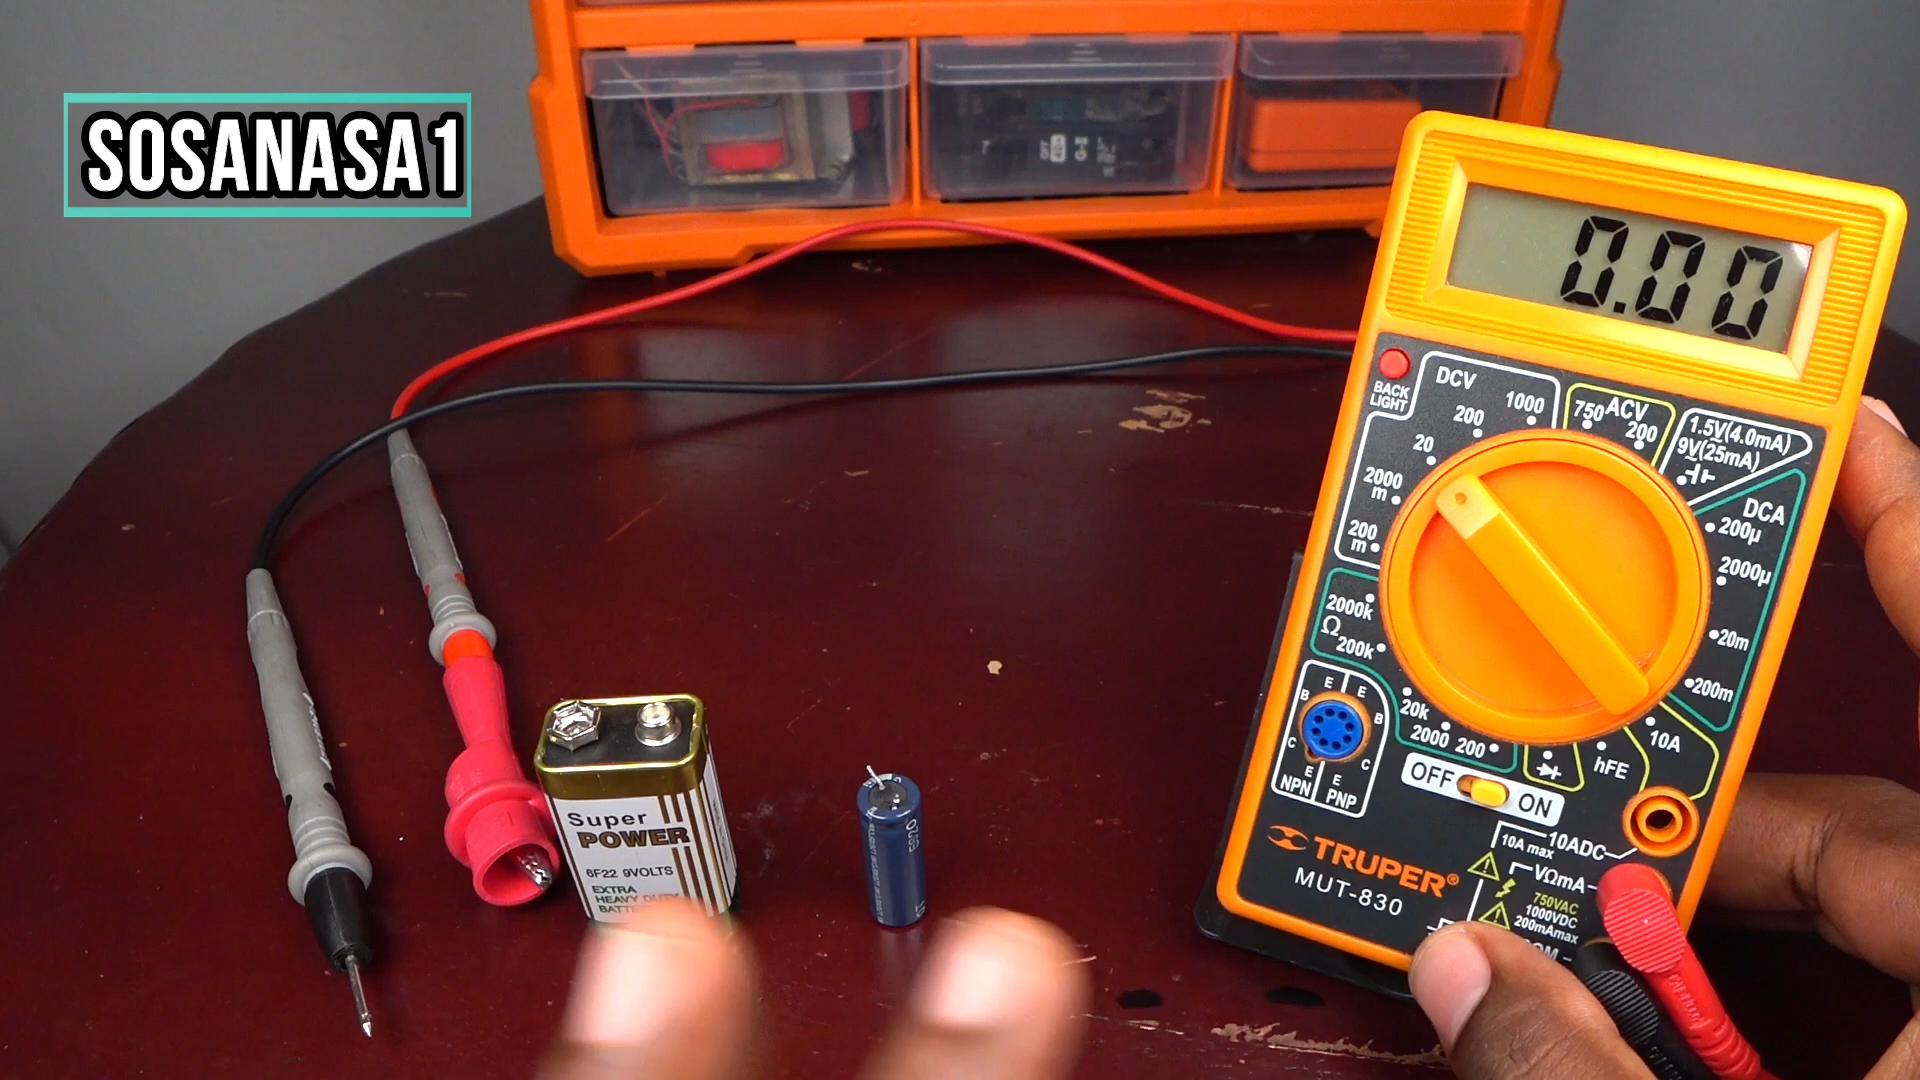 SOSANASA1
0.00
BACK
LIGHT
DCV
1000
200
20
2000
m
200
m
750 ACV
200
1.5V(4.0mA)
9V(25mA)
DCA
200µ
2000µ
20m
200m
10A
hFE
2000k
Ω
200k
20k
2000 200
E E
B B
C C
E E
NPN PNP
OFF
ON
TRUPER®
MUT-830
10A max
10ADC
VΩmA
750VAC
1000VDC
200mAmax
Super
POWER
6F22 9VOLTS
EXTRA
HEAVY DUTY